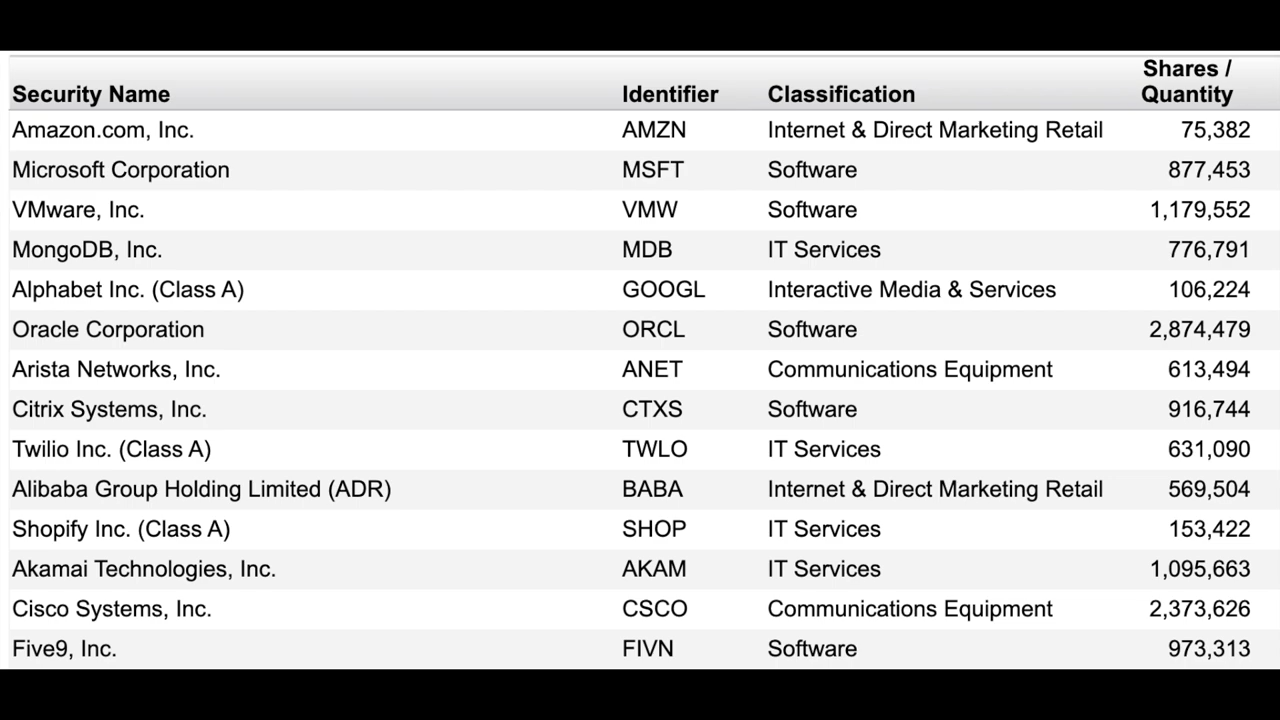 Security Name Identifier Classification Shares / Quantity
Amazon.com, Inc. AMZN Internet & Direct Marketing Retail 75,382
Microsoft Corporation MSFT Software 877,453
VMware, Inc. VMW Software 1,179,552
MongoDB, Inc. MDB IT Services 776,791
Alphabet Inc. (Class A) GOOGL Interactive Media & Services 106,224
Oracle Corporation ORCL Software 2,874,479
Arista Networks, Inc. ANET Communications Equipment 613,494
Citrix Systems, Inc. CTXS Software 916,744
Twilio Inc. (Class A) TWLO IT Services 631,090
Alibaba Group Holding Limited (ADR) BABA Internet & Direct Marketing Retail 569,504
Shopify Inc. (Class A) SHOP IT Services 153,422
Akamai Technologies, Inc. AKAM IT Services 1,095,663
Cisco Systems, Inc. CSCO Communications Equipment 2,373,626
Five9, Inc. FIVN Software 973,313